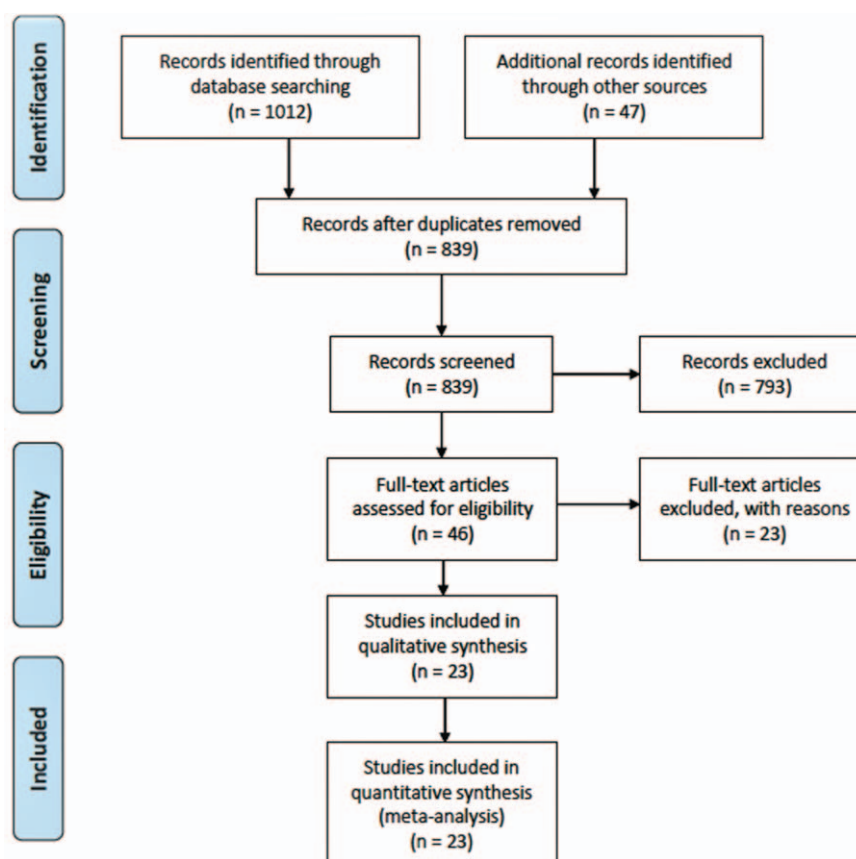 Identification
Records identified through
database searching
(n = 1012)
Additional records identified
through other sources
(n = 47)
Records after duplicates removed
(n = 839)
Screening
Records screened
(n = 839)
Records excluded
(n = 793)
Eligibility
Full-text articles
assessed for eligibility
(n = 46)
Full-text articles
excluded, with reasons
(n = 23)
Studies included in
qualitative synthesis
(n = 23)
Included
Studies included in
quantitative synthesis
(meta-analysis)
(n = 23)